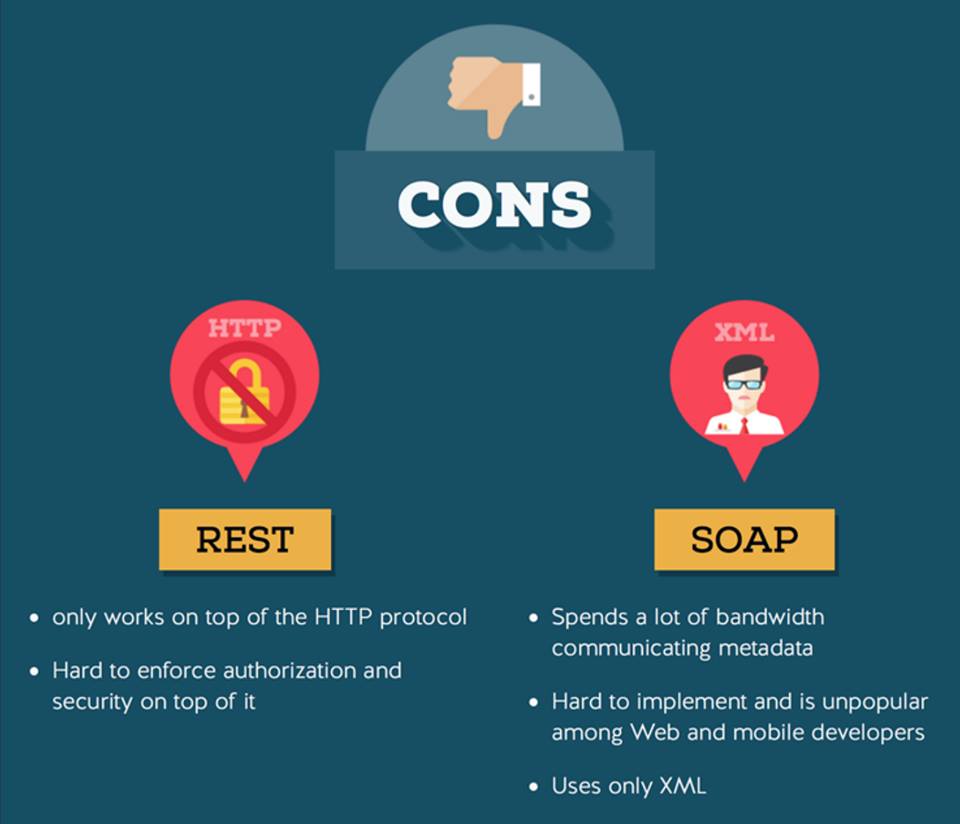 CONS
HTTP
REST
• only works on top of the HTTP protocol
• Hard to enforce authorization and
security on top of it
XML
SOAP
• Spends a lot of bandwidth
communicating metadata
• Hard to implement and is unpopular
among Web and mobile developers
• Uses only XML